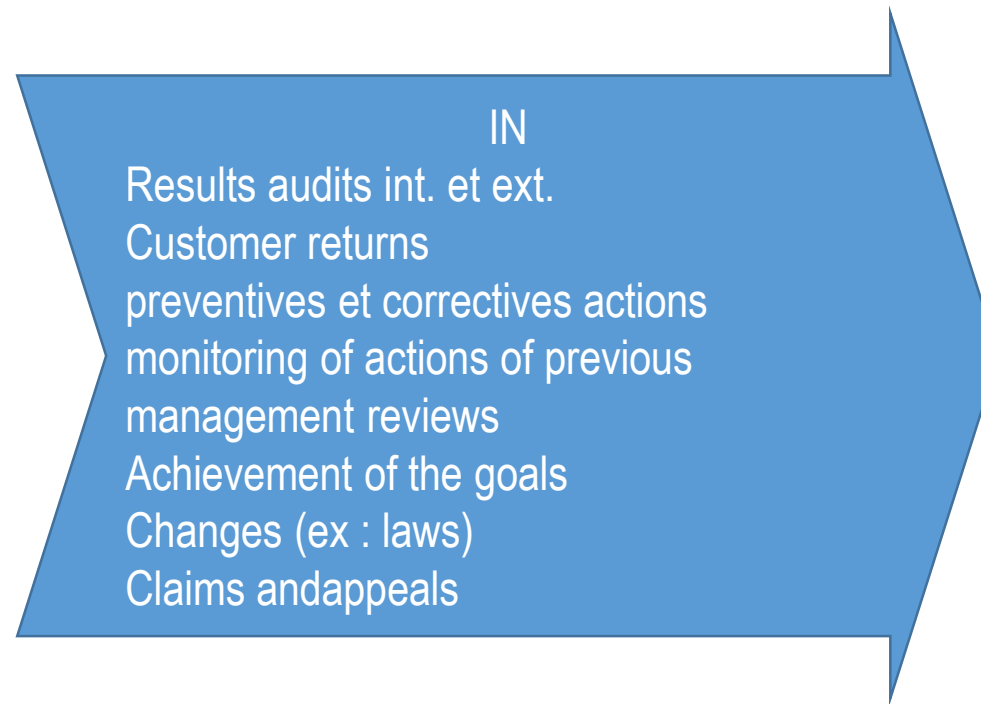 IN
Results audits int. et ext.
Customer returns
preventives et correctives actions
monitoring of actions of previous
management reviews
Achievement of the goals
Changes (ex : laws)
Claims andappeals